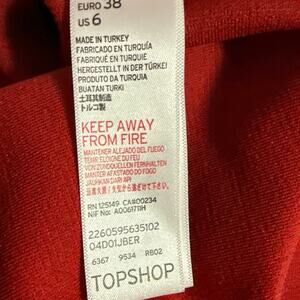 EURO 38
US 6
MADE IN TURKEY
FABRICADO EN TURQUÍA
FABRIQUÉ EN TURQUIE
HERGESTELLT IN DER TÜRKEI
PRODUTO DA TURQUIA
BUATAN TURKI
土耳其制造
トルコ製
KEEP AWAY
FROM FIRE
MANTENER ALEJADO DEL FUEGO
TENIR ÉLOIGNÉ DU FEU
VON ZÜNDQUELLEN FERNHALTEN
MANTER AFASTADO DO FOGO
JAUHKAN DARI API
RN 125149 CA#00234
NIF No: A0061711H
2260595635102
04D01JBER
6367 9534 RB02
TOPSHOP